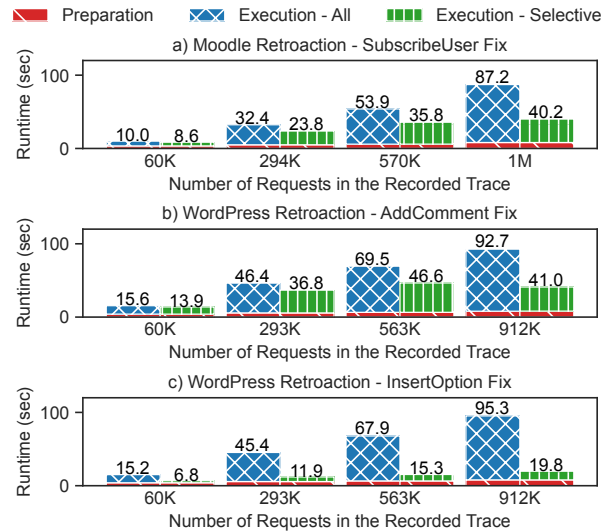 Preparation Execution - All Execution - Selective
a) Moodle Retroaction - SubscribeUser Fix
Runtime (sec)
100
0
10.0 8.6 32.4 23.8 53.9 35.8 87.2 40.2
60K 294K 570K 1M
Number of Requests in the Recorded Trace
b) WordPress Retroaction - AddComment Fix
Runtime (sec)
100
0
15.6 13.9 46.4 36.8 69.5 46.6 92.7 41.0
60K 293K 563K 912K
Number of Requests in the Recorded Trace
c) WordPress Retroaction - InsertOption Fix
Runtime (sec)
100
0
15.2 6.8 45.4 11.9 67.9 15.3 95.3 19.8
60K 293K 563K 912K
Number of Requests in the Recorded Trace